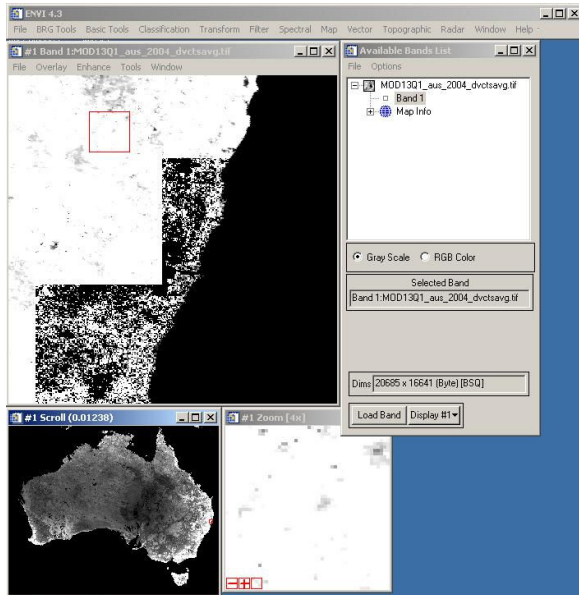 ENVI 4.3
File BRG Tools Basic Tools Classification Transform Filter Spectral Map Vector Topographic Radar Window Help
#1 Band 1:MOD13Q1_aus_2004_dvctsavg.tif
File Overlay Enhance Tools Window
Available Bands List
File Options
MOD13Q1_aus_2004_dvctsavg.tif
Band 1
Map Info
Gray Scale RGB Color
Selected Band
Band 1:MOD13Q1_aus_2004_dvctsavg.tif
Dims 20685 x 16641 (Byte) [BSQ]
Load Band Display #1
#1 Scroll (0.01238)
#1 Zoom [4x]